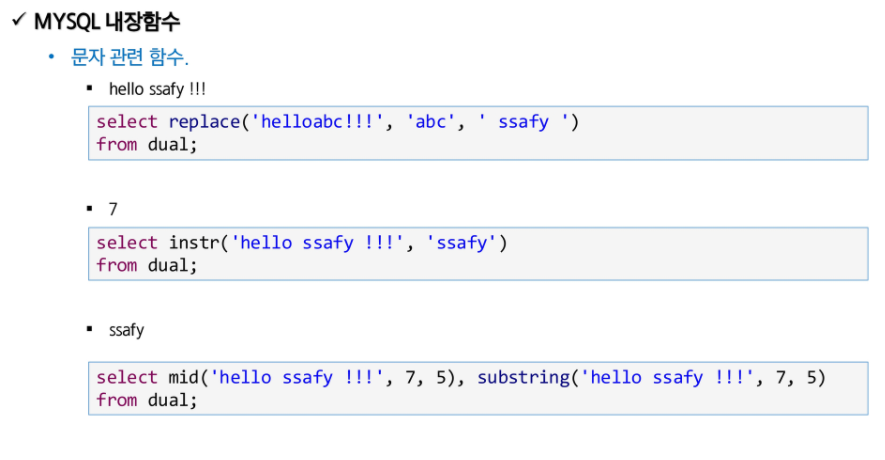 ✓ MYSQL 내장함수
• 문자 관련 함수.
▪ hello ssafy !!!
select replace('helloabc!!!', 'abc', ' ssafy ')
from dual;
▪ 7
select instr('hello ssafy !!!', 'ssafy')
from dual;
▪ ssafy
select mid('hello ssafy !!!', 7, 5), substring('hello ssafy !!!', 7, 5)
from dual;